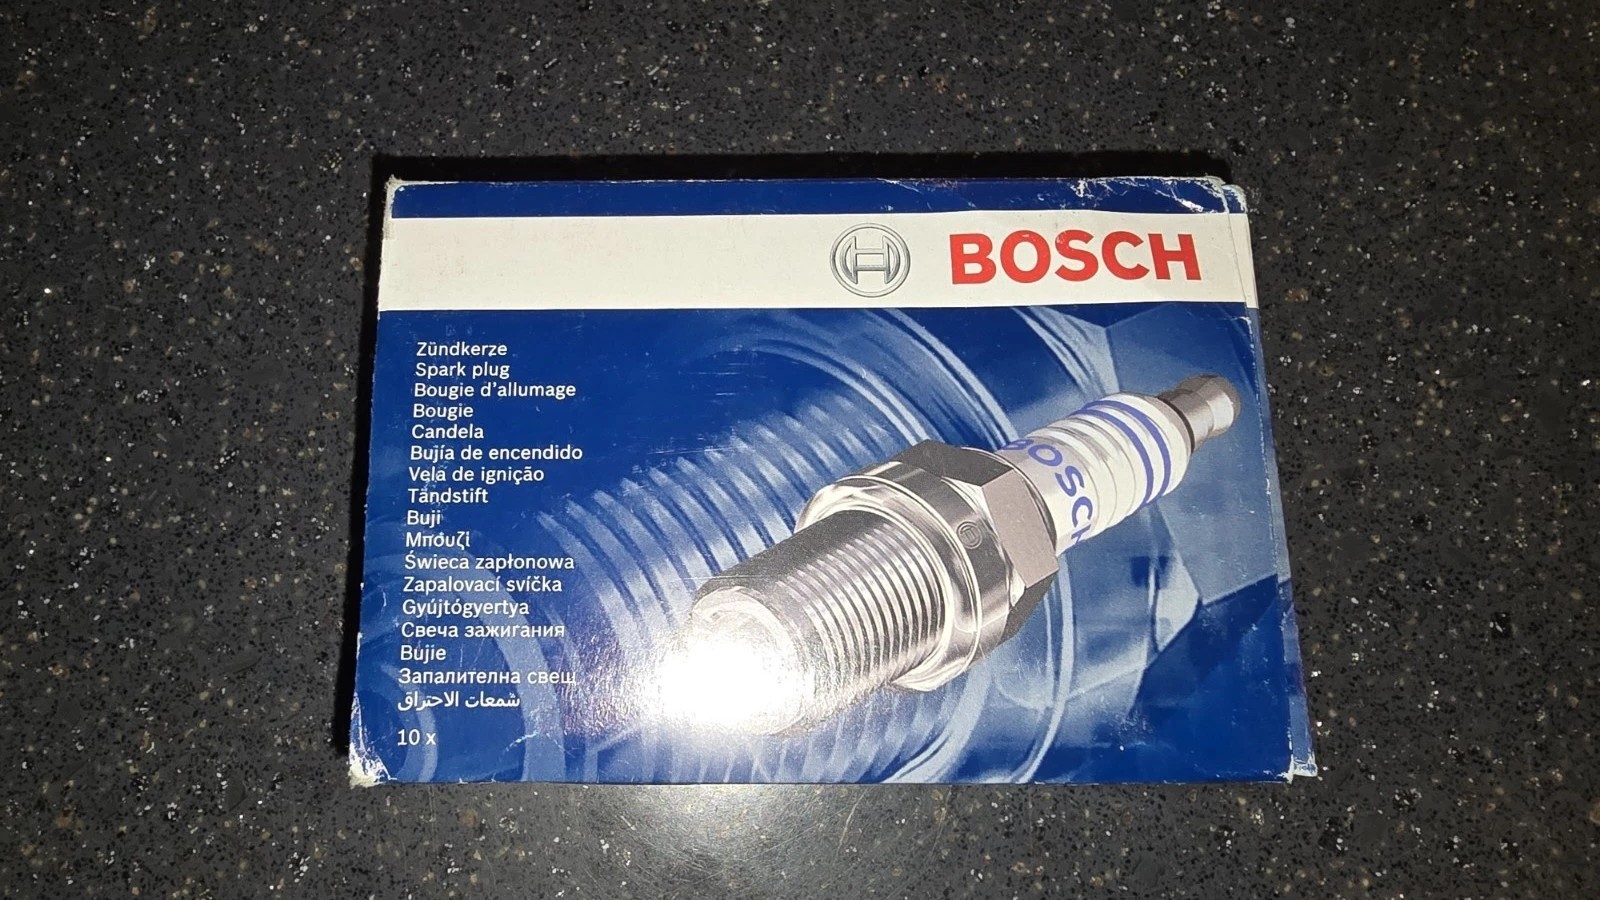 BOSCH
Zündkerze
Spark plug
Bougie d'allumage
Bougie
Candela
Bujía de encendido
Vela de ignição
Tändstift
Buji
Μπουζί
Świeca zapłonowa
Zapalovací svíčka
Gyújtógyertya
Свеча зажигания
Bujie
Запалителна свещ
شمعات الاحتراق
10 x
BOSCH